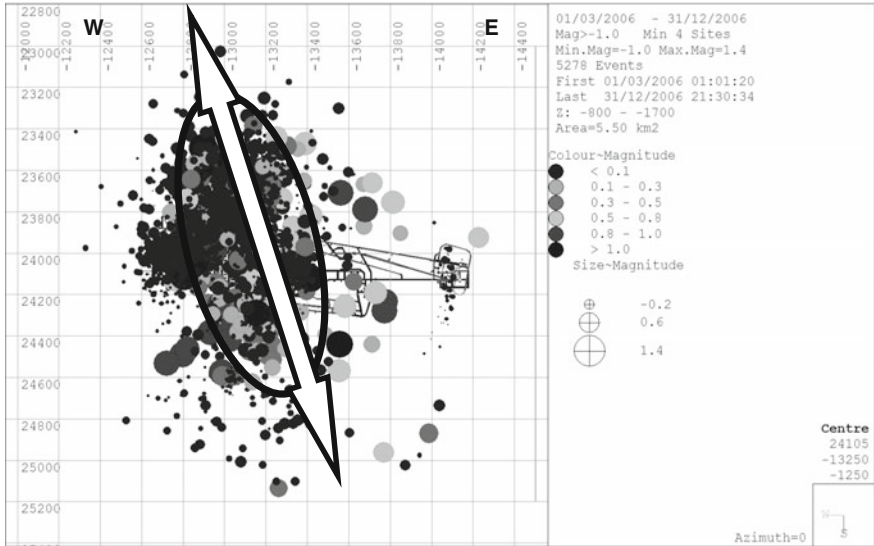 22800
-12000
-12200
W
-12600
-12800
-13000
-13200
-13400
-13600
-13800
-14000
E
-14200
-14400
23000
23200
23400
23600
23800
24000
24200
24400
24600
24800
25000
25200
01/03/2006 - 31/12/2006
Mag>-1.0 Min 4 Sites
Min.Mag=-1.0 Max.Mag=1.4
5278 Events
First 01/03/2006 01:01:20
Last 31/12/2006 21:30:34
Z: -800 - -1700
Area=5.50 km2
Colour~Magnitude
< 0.1
0.1 - 0.3
0.3 - 0.5
0.5 - 0.8
0.8 - 1.0
> 1.0
Size~Magnitude
-0.2
0.6
1.4
Centre
24105
-13250
-1250
Azimuth=0
S